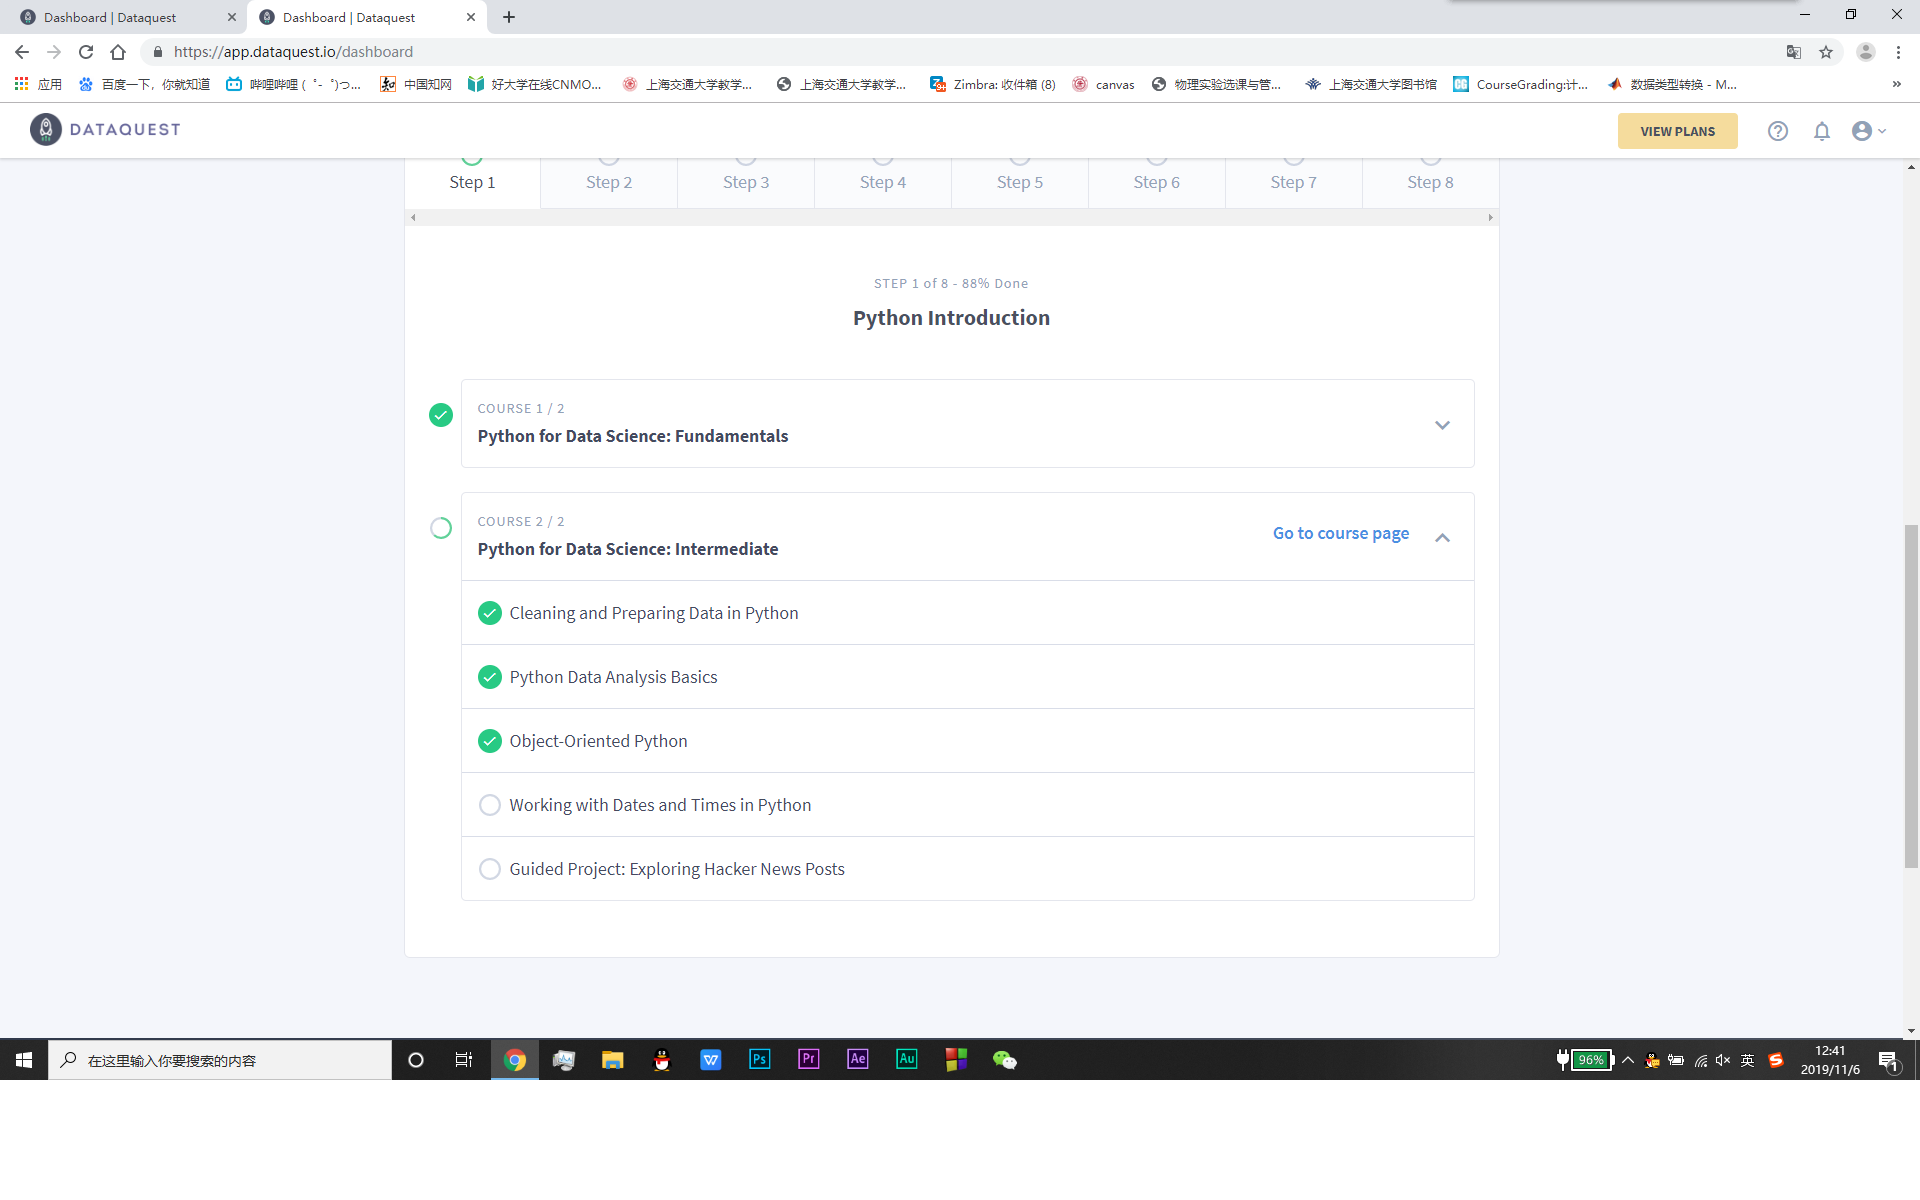 Dashboard | Dataquest
Dashboard | Dataquest
https://app.dataquest.io/dashboard
应用
百度一下，你就知道
哔哩哔哩 (゜-゜)つ...
中国知网
好大学在线CNMO...
上海交通大学教学...
上海交通大学教学...
Zimbra: 收件箱 (8)
canvas
物理实验选课与管...
上海交通大学图书馆
CourseGrading:计...
数据类型转换 - M...
DATAQUEST
VIEW PLANS
Step 1
Step 2
Step 3
Step 4
Step 5
Step 6
Step 7
Step 8
STEP 1 of 8 - 88% Done
Python Introduction
COURSE 1 / 2
Python for Data Science: Fundamentals
COURSE 2 / 2
Python for Data Science: Intermediate
Go to course page
Cleaning and Preparing Data in Python
Python Data Analysis Basics
Object-Oriented Python
Working with Dates and Times in Python
Guided Project: Exploring Hacker News Posts
在这里输入你要搜索的内容
Ps
Pr
Ae
Au
96%
英
12:41
2019/11/6
1